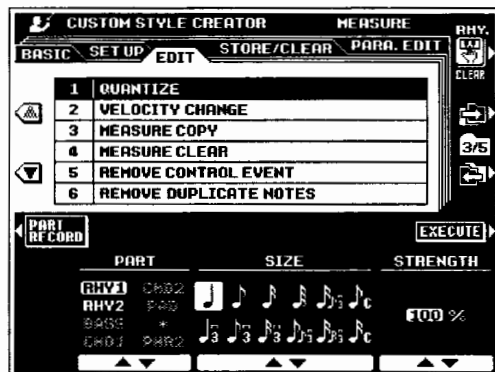 CUSTOM STYLE CREATOR MEASURE
RHY.
BASIC SET UP EDIT STORE/CLEAR PARA. EDIT
CLEAR
1 QUANTIZE
2 VELOCITY CHANGE
3 MEASURE COPY
4 MEASURE CLEAR
5 REMOVE CONTROL EVENT
6 REMOVE DUPLICATE NOTES
3/5
PART
RECORD
EXECUTE
PART SIZE STRENGTH
RHY1 CHD2
RHY2 PAD
BASS *
CHD1 PHR2
100 %